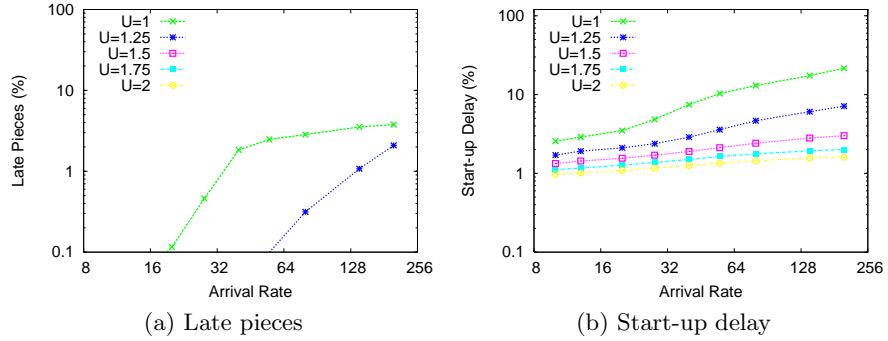 100
10
1
0.1
8 16 32 64 128 256
Late Pieces (%)
Arrival Rate
U=1
U=1.25
U=1.5
U=1.75
U=2
(a) Late pieces
100
10
1
0.1
8 16 32 64 128 256
Start-up Delay (%)
Arrival Rate
U=1
U=1.25
U=1.5
U=1.75
U=2
(b) Start-up delay